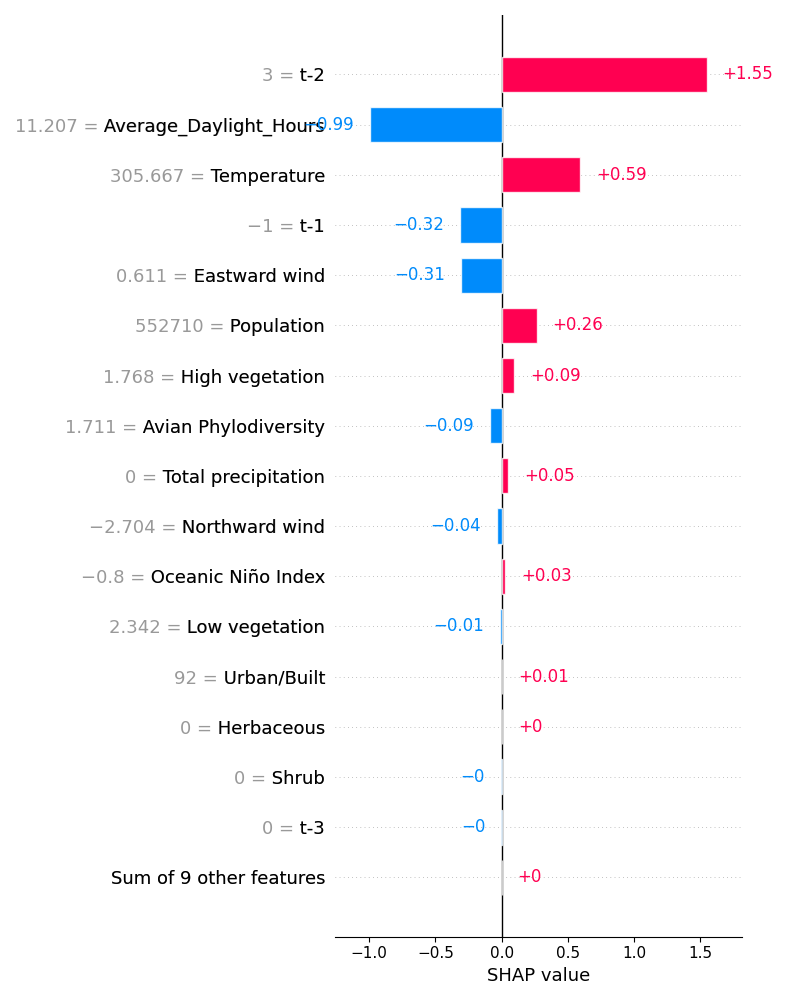 3 = t-2 +1.55
11.207 = Average_Daylight_Hours −0.99
305.667 = Temperature +0.59
−1 = t-1 −0.32
0.611 = Eastward wind −0.31
552710 = Population +0.26
1.768 = High vegetation +0.09
1.711 = Avian Phylodiversity −0.09
0 = Total precipitation +0.05
−2.704 = Northward wind −0.04
−0.8 = Oceanic Niño Index +0.03
2.342 = Low vegetation −0.01
92 = Urban/Built +0.01
0 = Herbaceous +0
0 = Shrub −0
0 = t-3 −0
Sum of 9 other features +0
−1.0 −0.5 0.0 0.5 1.0 1.5
SHAP value